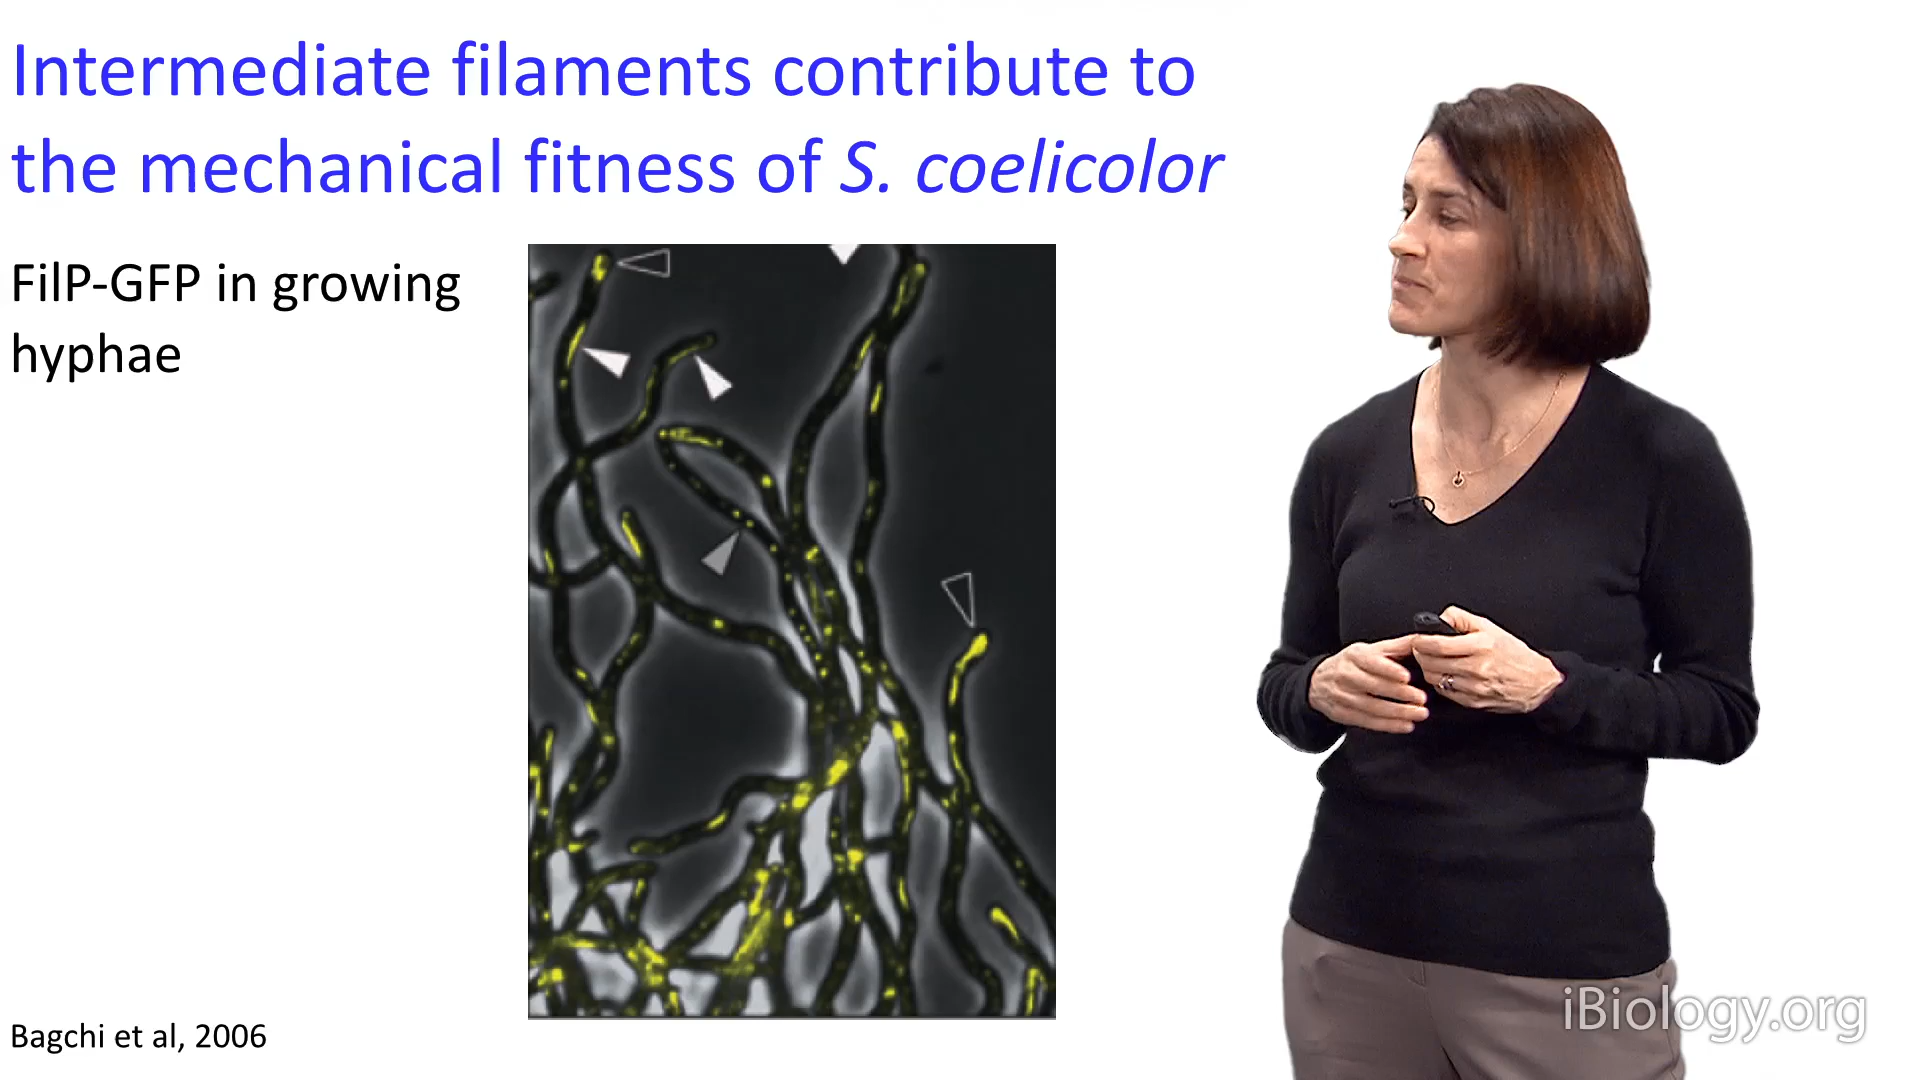 Intermediate filaments contribute to
the mechanical fitness of S. coelicolor
FilP-GFP in growing
hyphae
Bagchi et al, 2006
iBiology.org